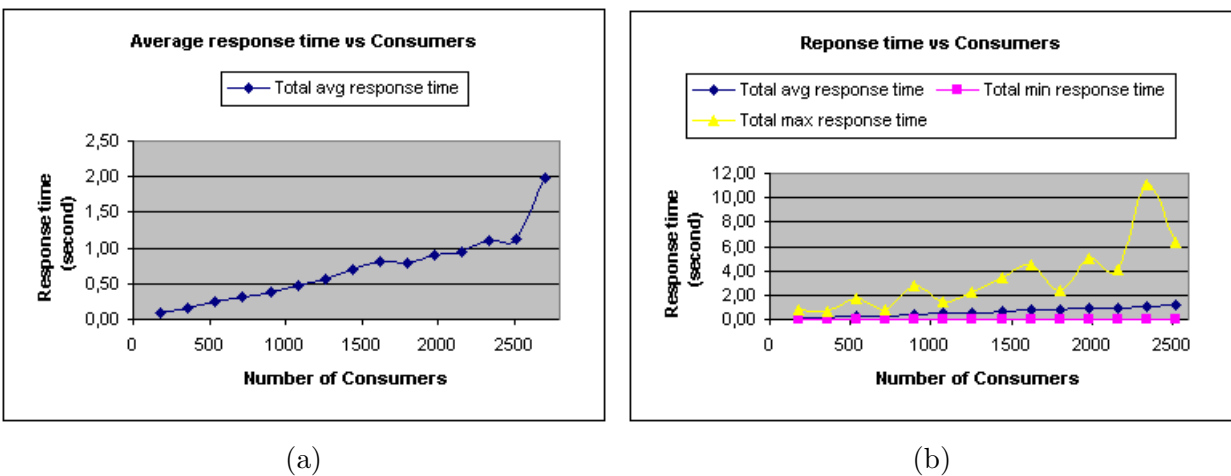 Average response time vs Consumers
Total avg response time
2,50
2,00
1,50
1,00
0,50
0,00
0 500 1000 1500 2000 2500
Response time
(second)
Number of Consumers
(a)
Reponse time vs Consumers
Total avg response time Total min response time
Total max response time
12,00
10,00
8,00
6,00
4,00
2,00
0,00
0 500 1000 1500 2000 2500
Response time
(second)
Number of Consumers
(b)